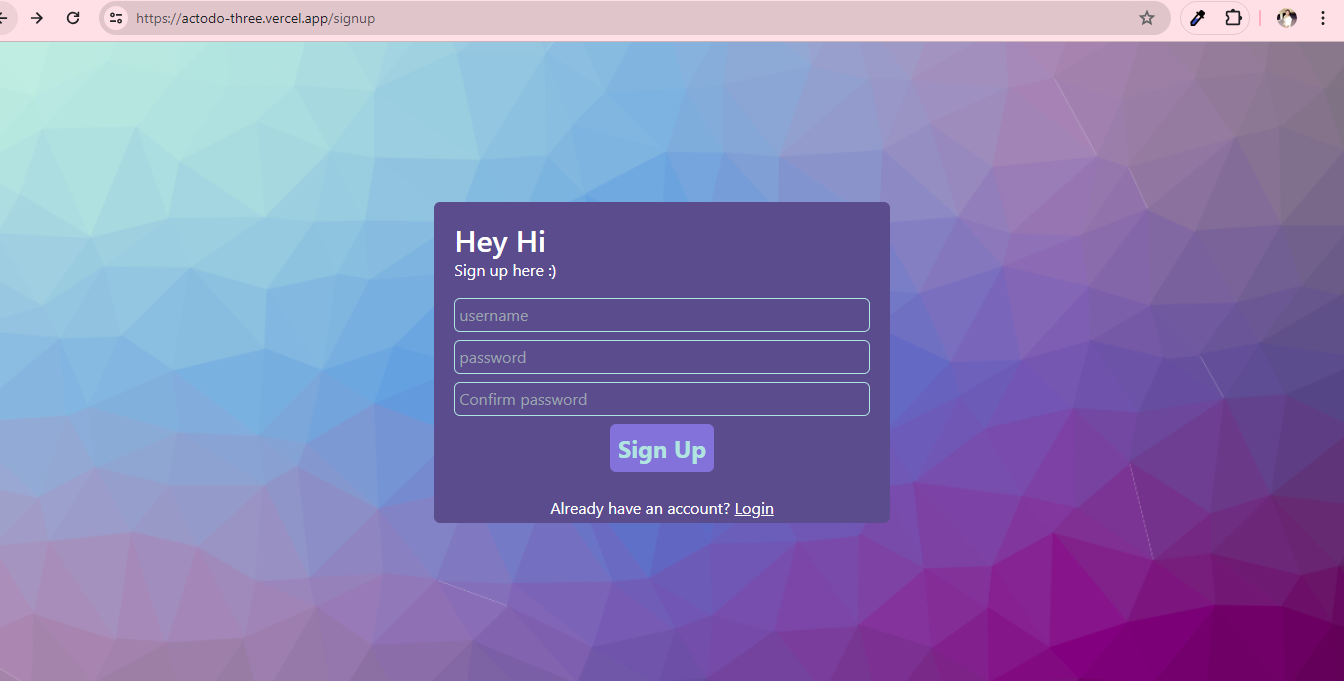 https://actodo-three.vercel.app/signup
Hey Hi
Sign up here :)
username
password
Confirm password
Sign Up
Already have an account? Login